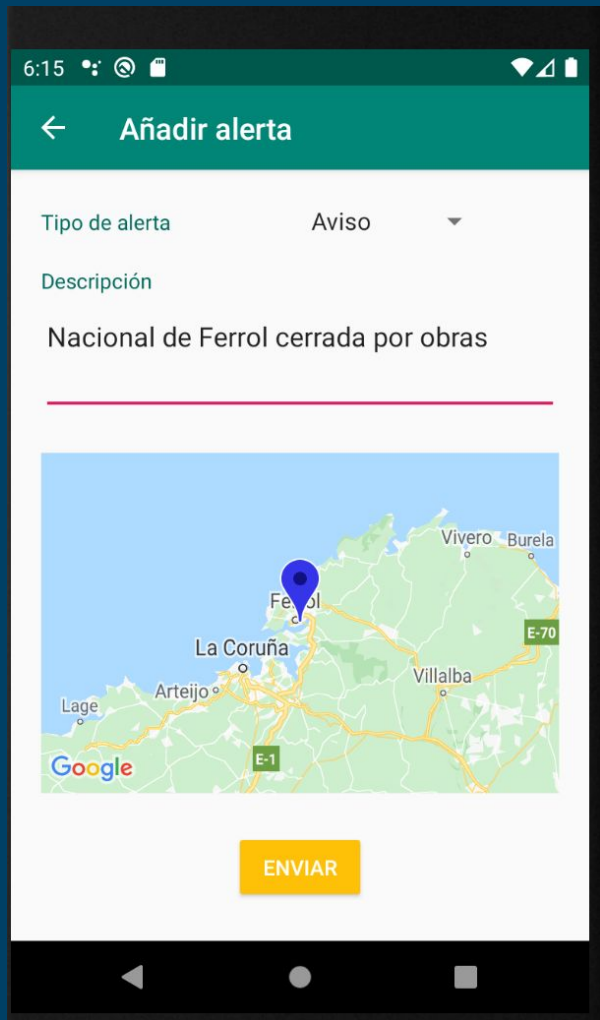 6:15
Añadir alerta
Tipo de alerta Aviso
Descripción
Nacional de Ferrol cerrada por obras
Vivero Burela
Ferrol
E-70
La Coruña
Villalba
Arteijo
Lage
E-1
Google
ENVIAR